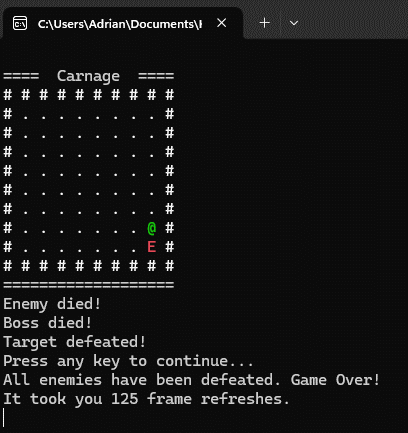 C:\Users\Adrian\Documents\
====  Carnage  ====
# # # # # # # # # #
# . . . . . . . . #
# . . . . . . . . #
# . . . . . . . . #
# . . . . . . . . #
# . . . . . . . . #
# . . . . . . . . #
# . . . . . . . @ #
# . . . . . . . E #
# # # # # # # # # #
===================
Enemy died!
Boss died!
Target defeated!
Press any key to continue...
All enemies have been defeated. Game Over!
It took you 125 frame refreshes.